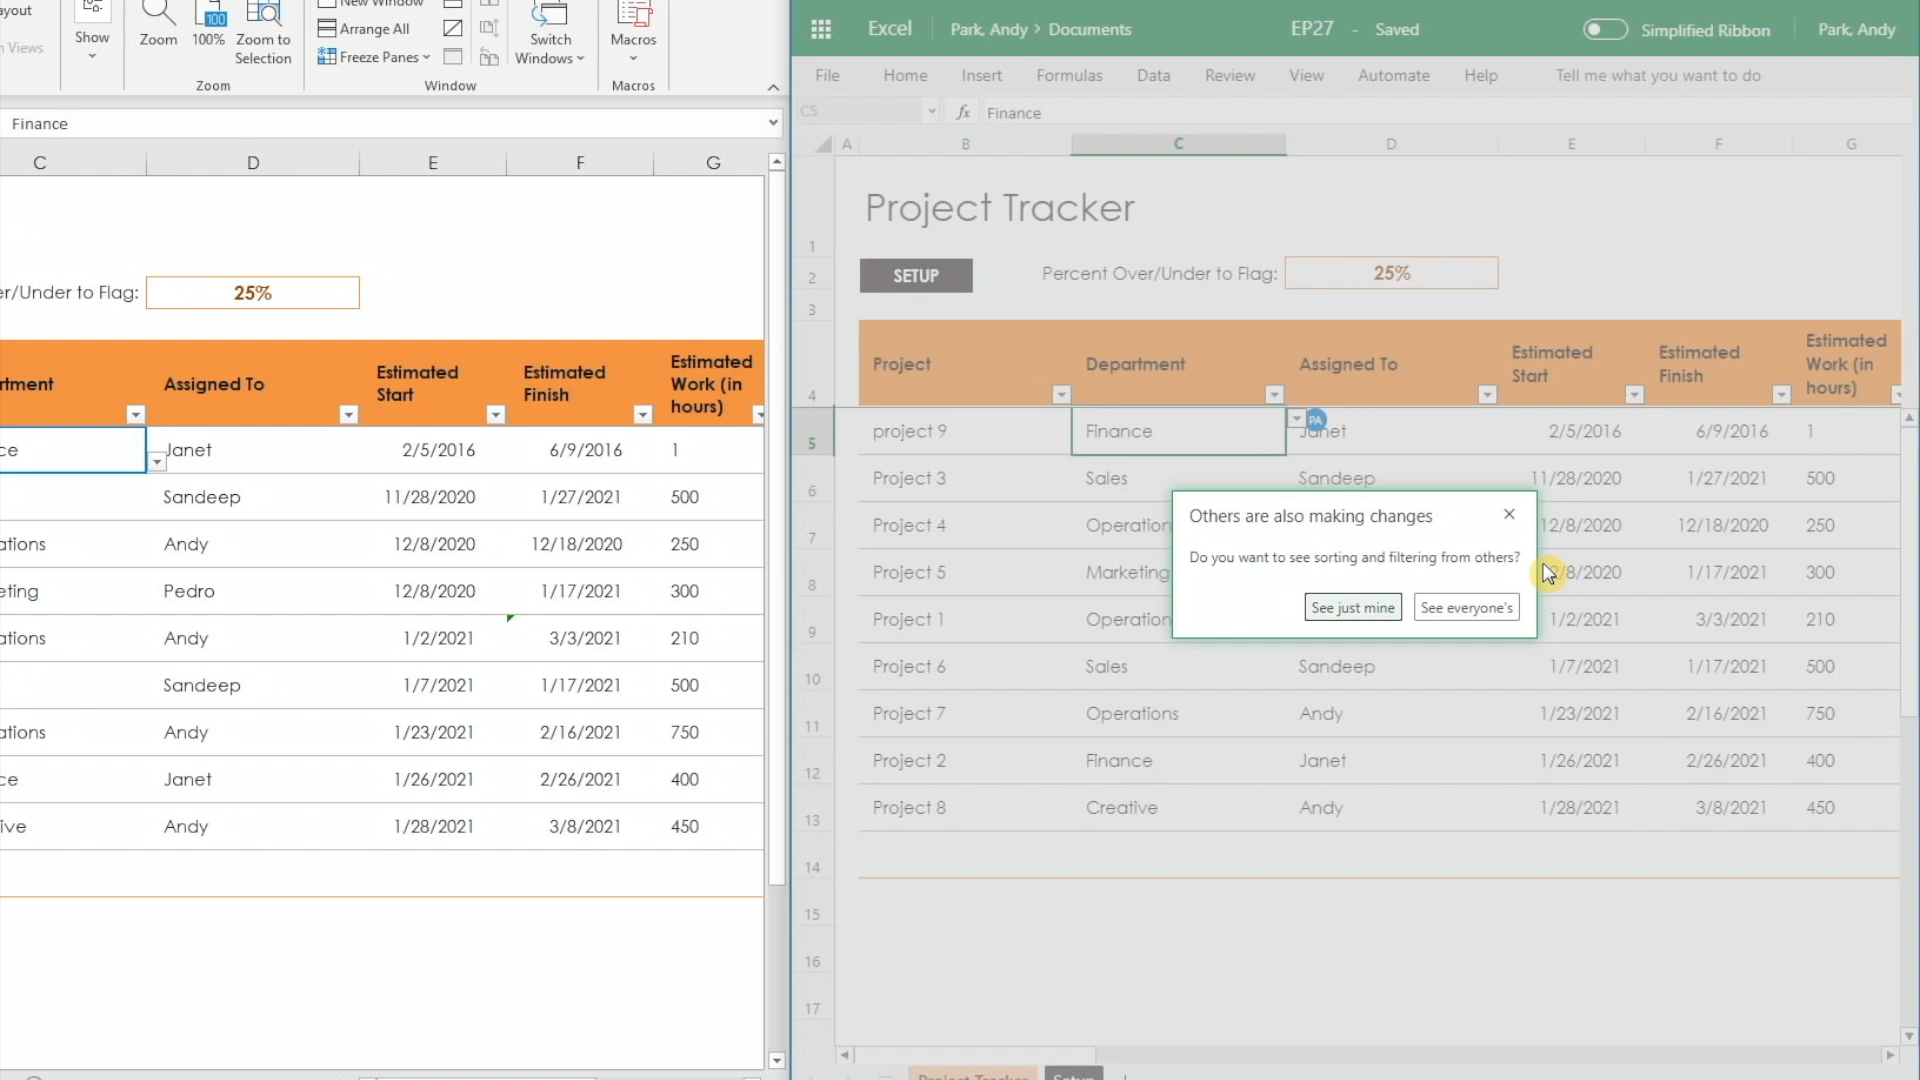 ayout
n Views
Show
Zoom
100
100%
Zoom to
Selection
Zoom
New Window
Arrange All
Freeze Panes
Switch
Windows
Window
Macros
Macros
Finance
C D E F G
er/Under to Flag: 25%
rtment Assigned To Estimated Start Estimated Finish Estimated Work (in hours)
ce Janet 2/5/2016 6/9/2016 1
Sandeep 11/28/2020 1/27/2021 500
ations Andy 12/8/2020 12/18/2020 250
eting Pedro 12/8/2020 1/17/2021 300
ations Andy 1/2/2021 3/3/2021 210
Sandeep 1/7/2021 1/17/2021 500
ations Andy 1/23/2021 2/16/2021 750
ce Janet 1/26/2021 2/26/2021 400
ive Andy 1/28/2021 3/8/2021 450
Excel Park, Andy > Documents EP27 - Saved Simplified Ribbon Park, Andy
File Home Insert Formulas Data Review View Automate Help Tell me what you want to do
C5 fx Finance
A B C D E F G
Project Tracker
1
2 SETUP Percent Over/Under to Flag: 25%
3
4 Project Department Assigned To Estimated Start Estimated Finish Estimated Work (in hours)
PA
5 project 9 Finance Janet 2/5/2016 6/9/2016 1
6 Project 3 Sales Sandeep 11/28/2020 1/27/2021 500
7 Project 4 Operation 12/8/2020 12/18/2020 250
8 Project 5 Marketing /8/2020 1/17/2021 300
9 Project 1 Operation 1/2/2021 3/3/2021 210
10 Project 6 Sales Sandeep 1/7/2021 1/17/2021 500
11 Project 7 Operations Andy 1/23/2021 2/16/2021 750
12 Project 2 Finance Janet 1/26/2021 2/26/2021 400
13 Project 8 Creative Andy 1/28/2021 3/8/2021 450
14
15
16
17
Others are also making changes
Do you want to see sorting and filtering from others?
See just mine See everyone's
Project Tracker Setup